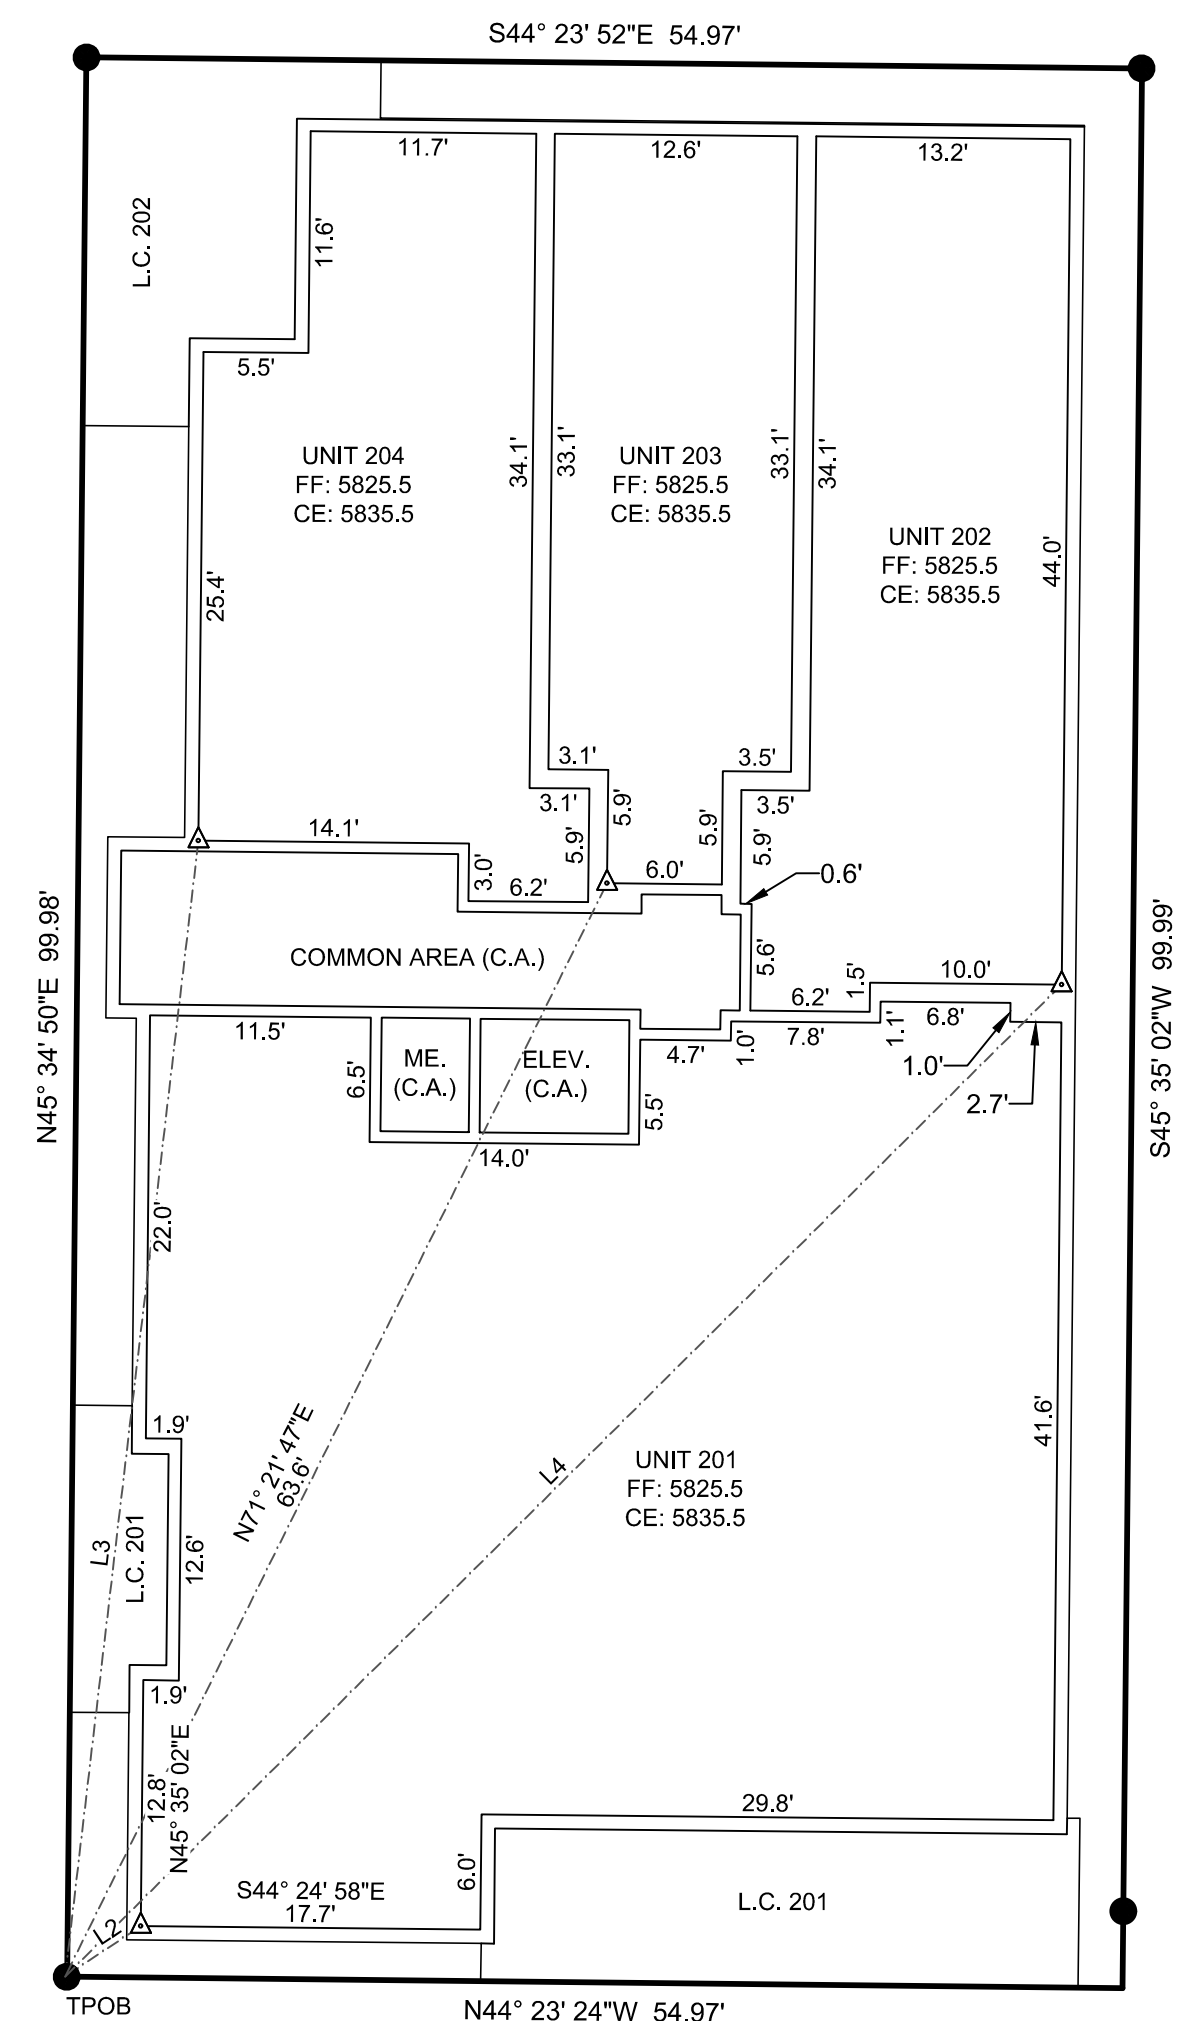 S44° 23' 52"E 54.97'
11.7'
12.6'
13.2'
L.C. 202
11.6'
5.5'
UNIT 204
FF: 5825.5
CE: 5835.5
34.1'
33.1'
UNIT 203
FF: 5825.5
CE: 5835.5
33.1'
34.1'
UNIT 202
FF: 5825.5
CE: 5835.5
44.0'
25.4'
3.1'
3.5'
3.1'
5.9'
5.9'
5.9'
3.5'
5.9'
14.1'
3.0'
6.2'
6.0'
0.6'
N45° 34' 50"E 99.98'
S45° 35' 02"W 99.99'
COMMON AREA (C.A.)
5.6'
6.2'
1.5'
10.0'
11.5'
6.5'
ME.
(C.A.)
ELEV.
(C.A.)
4.7'
1.0'
7.8'
1.1'
6.8'
1.0'
2.7'
5.5'
14.0'
22.0'
1.9'
N71° 21' 47"E
63.6'
L4
UNIT 201
FF: 5825.5
CE: 5835.5
41.6'
L3
L.C. 201
12.6'
1.9'
12.8'
N45° 35' 02"E
29.8'
6.0'
S44° 24' 58"E
17.7'
L.C. 201
L2
TPOB
N44° 23' 24"W 54.97'